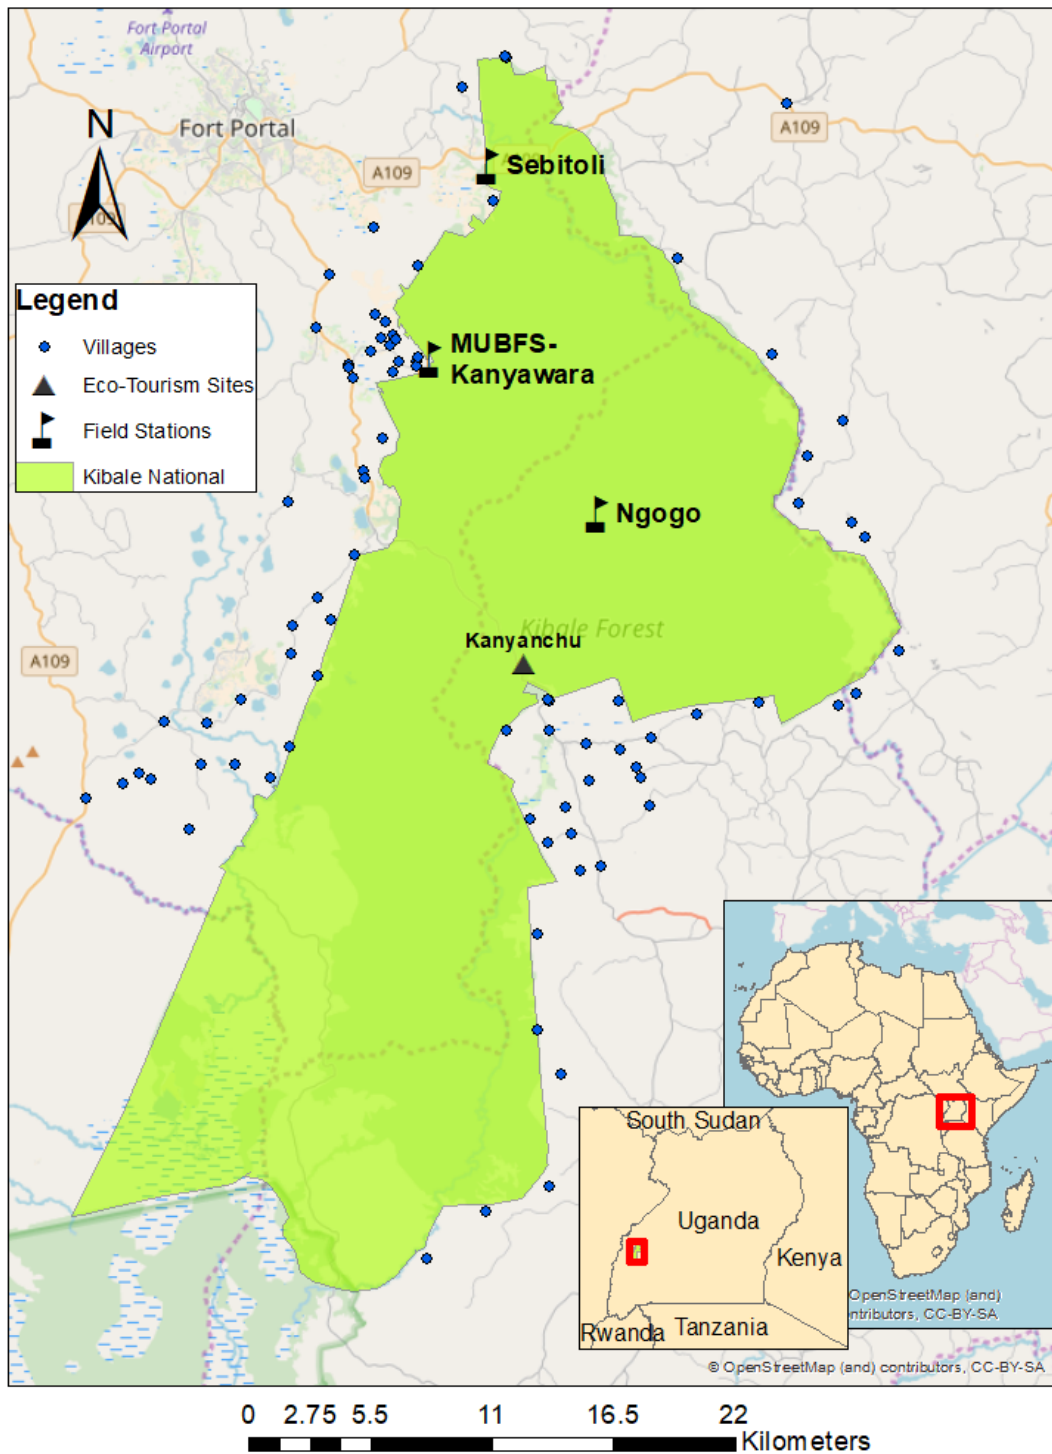 Fort Portal
Airport
N
Fort Portal
A109
A109
A109
Sebitoli
Legend
Villages
Eco-Tourism Sites
Field Stations
Kibale National
MUBFS-
Kanyawara
Ngogo
Kibale Forest
Kanyanchu
A109
South Sudan
Uganda
Kenya
Rwanda
Tanzania
OpenStreetMap (and)
ntributors, CC-BY-SA
© OpenStreetMap (and) contributors, CC-BY-SA
0 2.75 5.5 11 16.5 22
Kilometers